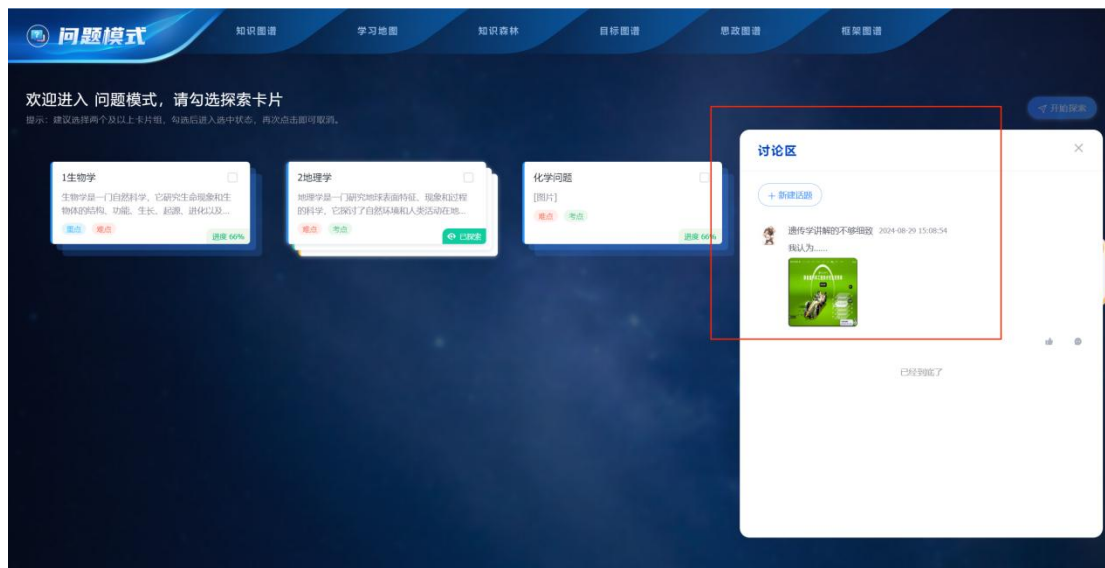 问题模式
知识图谱
学习地图
知识森林
目标图谱
思政图谱
框架图谱
欢迎进入 问题模式，请勾选探索卡片
提示：建议选择两个及以上卡片组，勾选后进入选中状态，再次点击即可取消。
开始探索
1生物学
生物学是一门自然科学，它研究生命现象和生
物体的结构、功能、生长、起源、进化以及...
重点 难点
进度 66%
2地理学
地理学是一门研究地球表面特征、现象和过程
的科学，它探讨了自然环境和人类活动在地...
难点 考点
已探索
化学问题
[图片]
难点 考点
进度 66%
讨论区
+ 新建话题
遗传学讲解的不够细致 2024-08-29 15:08:54
我认为......
已经到底了